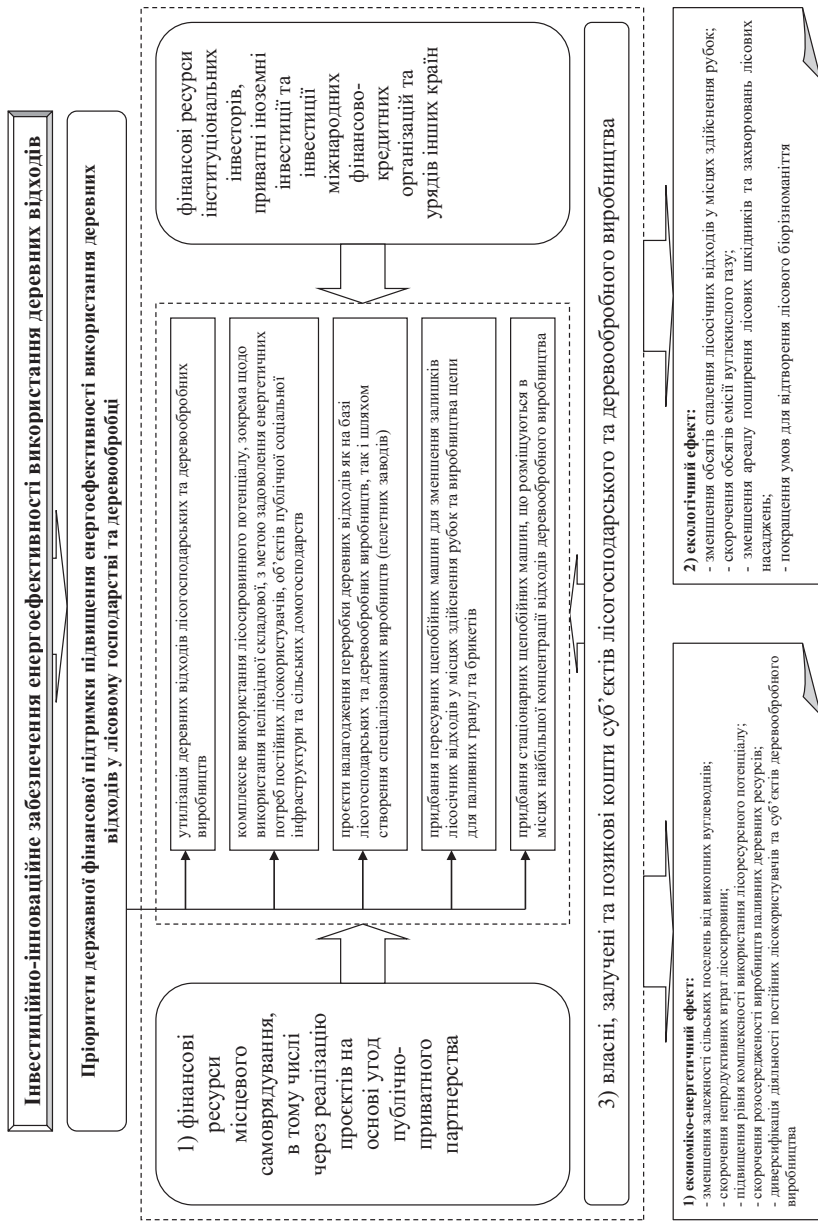 Інвестиційно-інноваційне забезпечення енергоефективності використання деревних відходів
Пріоритети державної фінансової підтримки підвищення енергоефективності використання деревних
відходів у лісовому господарстві та деревообробці
1) фінансові
ресурси
місцевого
самоврядування,
в тому числі
через реалізацію
проєктів на
основі угод
публічно-
приватного
партнерства
утилізація деревних відходів лісогосподарських та деревообробних
виробництв
комплексне використання лісосировинного потенціалу, зокрема щодо
використання неліквідної складової, з метою задоволення енергетичних
потреб постійних лісокористувачів, об’єктів публічної соціальної
інфраструктури та сільських домогосподарств
проєкти налагодження переробки деревних відходів як на базі
лісогосподарських та деревообробних виробництв, так і шляхом
створення спеціалізованих виробництв (пелетних заводів)
придбання пересувних щепобійних машин для зменшення залишків
лісосічних відходів у місцях здійснення рубок та виробництва щепи
для паливних гранул та брикетів
придбання стаціонарних щепобійних машин, що розміщуються в
місцях найбільшої концентрації відходів деревообробного виробництва
фінансові ресурси
інституціональних
інвесторів,
приватні іноземні
інвестиції та
інвестиції
міжнародних
фінансово-
кредитних
організацій та
урядів інших країн
3) власні, залучені та позикові кошти суб’єктів лісогосподарського та деревообробного виробництва
1) економіко-енергетичний ефект:
- зменшення залежності сільських поселень від викопних вуглеводнів;
- скорочення непродуктивних втрат лісосировини;
- підвищення рівня комплексності використання лісоресурсного потенціалу;
- скорочення розосередженості виробництв паливних деревних ресурсів;
- диверсифікація діяльності постійних лісокористувачів та суб’єктів деревообробного
виробництва
2) екологічний ефект:
- зменшення обсягів спалення лісосічних відходів у місцях здійснення рубок;
- скорочення обсягів емісії вуглекислого газу;
- зменшення ареалу поширення лісових шкідників та захворювань лісових
насаджень;
- покращення умов для відтворення лісового біорізноманіття